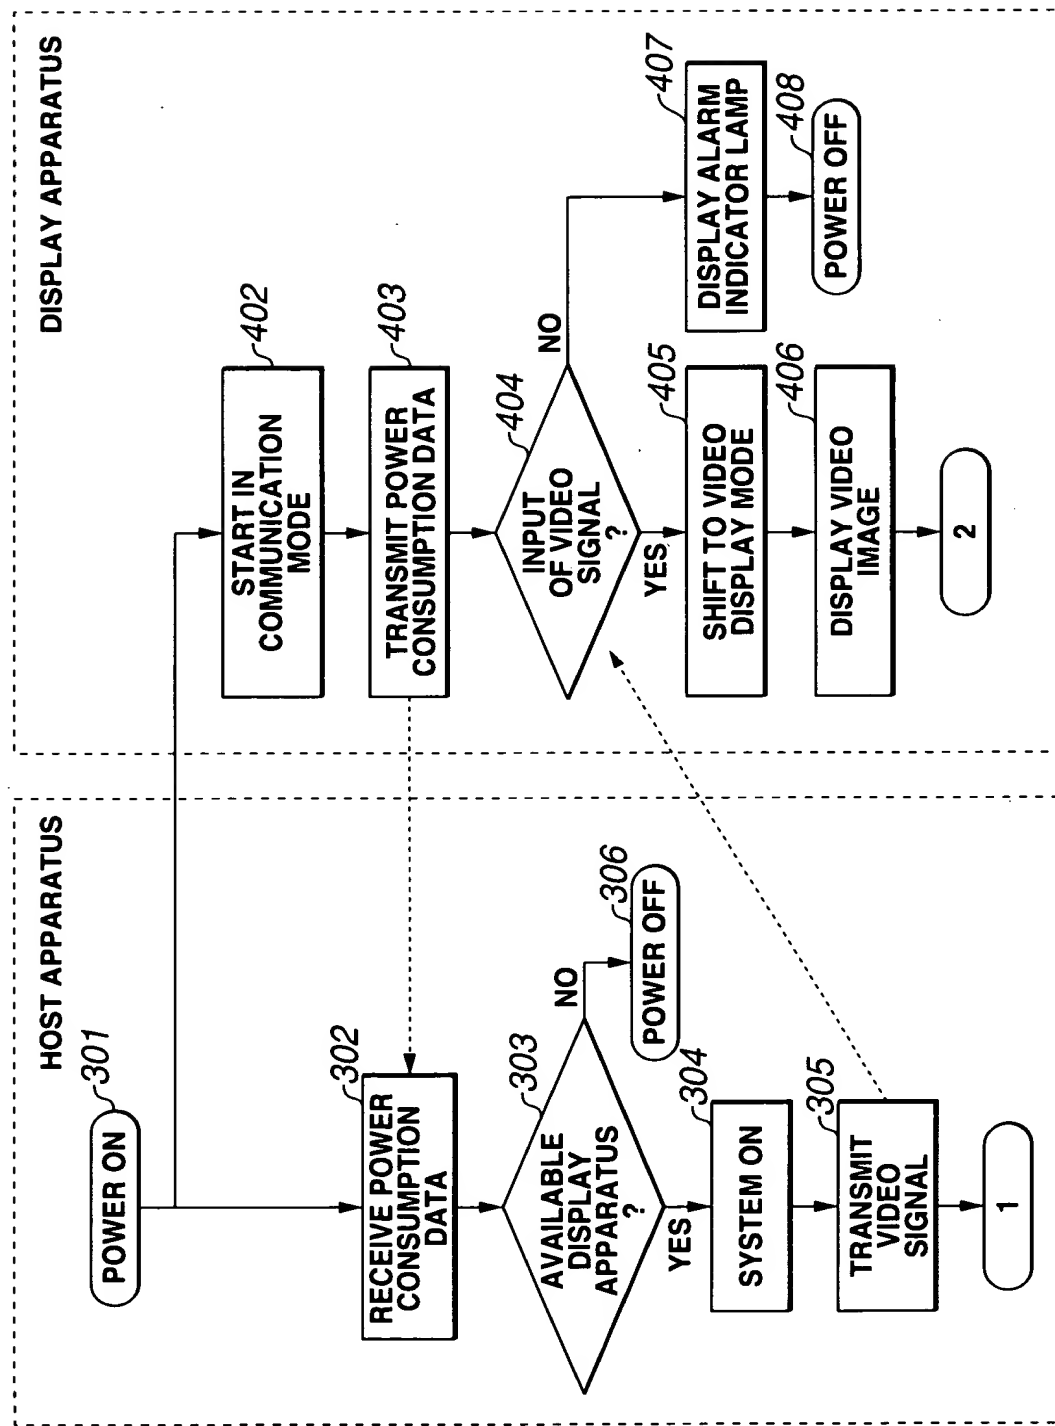 HOST APPARATUS
301
POWER ON
302
RECEIVE POWER
CONSUMPTION
DATA
303
AVAILABLE
DISPLAY
APPARATUS
?
NO
306
POWER OFF
YES
304
SYSTEM ON
305
TRANSMIT
VIDEO
SIGNAL
1
DISPLAY APPARATUS
402
START IN
COMMUNICATION
MODE
403
TRANSMIT POWER
CONSUMPTION DATA
404
INPUT
OF VIDEO
SIGNAL
?
NO
YES
405
SHIFT TO VIDEO
DISPLAY MODE
406
DISPLAY VIDEO
IMAGE
2
407
DISPLAY ALARM
INDICATOR LAMP
408
POWER OFF